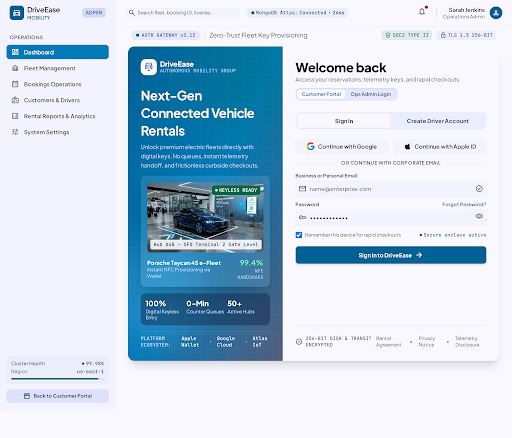 DriveEase
MOBILITY
ADMIN
OPERATIONS
Dashboard
Fleet Management
Bookings Operations
Customers & Drivers
Rental Reports & Analytics
System Settings
Cluster Health
99.98%
Region
us-east-1
Back to Customer Portal
Search fleet, booking ID, license...
MongoDB Atlas: Connected • 24ms
Sarah Jenkins
Operations Admin
AUTH GATEWAY v3.12
/ Zero-Trust Fleet Key Provisioning
SOC2 TYPE II
TLS 1.3 256-BIT
DriveEase
AUTONOMOUS MOBILITY GROUP
Next-Gen
Connected Vehicle
Rentals
Unlock premium electric fleets directly with
digital keys. No queues, instant telemetry
handoff, and frictionless curbside checkouts.
KEYLESS READY
Hub #04 - SFO Terminal 2 Gate Level
Porsche Taycan 4S e-Fleet
Instant NFC Provisioning via
Wallet
99.4%
NFC
HANDSHAKE
100%
Digital Keyless
Entry
0-Min
Counter Queues
50+
Active Hubs
PLATFORM
ECOSYSTEM:
Apple
Wallet
•
Google
Cloud
•
Atlas
IoT
Welcome back
Access your reservations, telemetry keys, and rapid checkouts.
Customer Portal
Ops Admin Login
Sign In
Create Driver Account
Continue with Google
Continue with Apple ID
OR CONTINUE WITH CORPORATE EMAIL
Business or Personal Email
name@enterprise.com
Password
Forgot Password?
••••••••••••
Remember this device for rapid checkouts
Secure enclave active
Sign Into DriveEase →
256-BIT DISK & TRANSIT
ENCRYPTED
Rental
Agreement
•
Privacy
Notice
•
Telemetry
Disclosure